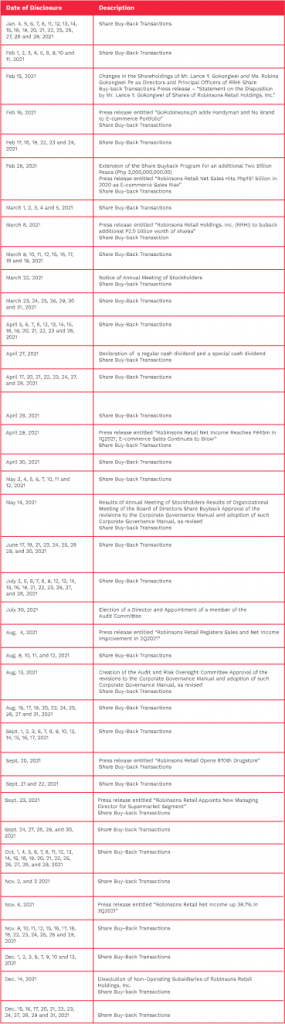 Date of Disclosure Description
Jan. 4, 5, 6, 7, 8, 11, 12, 13, 14, Share Buy-Back Transactions
15, 18, 19, 20, 21, 22, 25, 26,
27, 28 and 29, 2021
Feb 1, 2, 3, 4, 5, 8, 9, 10 and Share Buy-Back Transactions
11, 2021
Feb 15, 2021 Changes in the Shareholdings of Mr. Lance Y. Gokongwei and Ms. Robina
Gokongwei Pe as Directors and Principal Officers of RRHI Share
Buy-back Transactions Press release – "Statement on the Disposition
by Mr. Lance Y. Gokongwei of Shares of Robinsons Retail Holdings, Inc."
Feb 16, 2021 Press release entitled "GoRobinsons.ph adds Handyman and No Brand
to E-commerce Portfolio"
Share Buy-back Transactions
Feb 17, 18, 19, 22, 23 and 24, Share Buy-Back Transactions
2021
Feb 26, 2021 Extension of the Share Buyback Program for an additional Two Billion
Pesos (Php 2,000,000,000.00)
Press release entitled "Robinsons Retail Net Sales Hits Php151 billion in
2020 as E-commerce Sales Rise"
Share Buy-back Transactions
March 1, 2, 3, 4 and 5, 2021 Share Buy-Back Transactions
March 8, 2021 Press release entitled "Robinsons Retail Holdings, Inc. (RRHI) to buback
additional P2.0 billion worth of shares"
Share Buy-back Transaction
March 9, 10, 11, 12, 15, 16, 17, Share Buy-Back Transactions
18 and 19, 2021
March 22, 2021 Notice of Annual Meeting of Stockholders
Share Buy-back Transactions
March 23, 24, 25, 26, 29, 30 Share Buy-Back Transactions
and 31, 2021
April 5, 6, 7, 8, 12, 13, 14, 15, Share Buy-Back Transactions
16, 19, 20, 21, 22, 23 and 26,
2021
April 27, 2021 Declaration of a regular cash dividend and a special cash dividend
Share Buy-back Transactions
April 17, 20, 21, 22, 23, 24, 27, Share Buy-Back Transactions
and 28, 2021
April 28, 2021 Share Buy-Back Transactions
April 29, 2021 Press release entitled "Robinsons Retail Net Income Reaches P945m in
1Q2021; E-commerce Sales Continues to Grow"
Share Buy-back Transactions
April 30, 2021 Share Buy-Back Transactions
May 3, 4, 5, 6, 7, 10, 11 and Share Buy-Back Transactions
12, 2021
May 14, 2021 Results of Annual Meeting of Stockholders Results of Organizational
Meeting of the Board of Directors Share Buyback Approval of the
revisions to the Corporate Governance Manual and adoption of such
Corporate Governance Manual, as revised
Share Buy-back Transactions
June 17, 18, 21, 23, 24, 25, 28 Share Buy-Back Transactions
29, and 30, 2021
July 2, 5, 6, 7, 8, 9, 12, 13, 14, Share Buy-Back Transactions
15, 16, 19, 21, 22, 23, 26, 27,
and 28, 2021
July 30, 2021 Election of a Director and Appointment of a member of the
Audit Committee
Aug. 4, 2021 Press release entitled "Robinsons Retail Registers Sales and Net Income
Improvement in 2Q2021"
Aug. 9, 10, 11, and 12, 2021 Share Buy-Back Transactions
Aug. 13, 2021 Creation of the Audit and Risk Oversight Committee Approval of the
revisions to the Corporate Governance Manual and adoption of such
Corporate Governance Manual, as revised
Share Buy-back Transactions
Aug. 16, 17, 18, 20, 23, 24, 25, Share Buy-Back Transactions
26, 27 and 31, 2021
Sept. 1, 2, 3, 6, 7, 8, 9, 10, 13, Share Buy-Back Transactions
14, 15, 16, 17, 2021
Sept. 20, 2021 Press release entitled "Robinsons Retail Opens 970th Drugstore"
Share Buy-back Transactions
Sept. 21 and 22, 2021 Share Buy-Back Transactions
Sept. 23, 2021 Press release entitled "Robinsons Retail Appoints New Managing
Director for Supermarket Segment"
Share Buy-back Transactions
Sept. 24, 27, 28, 29, and 30, Share Buy-Back Transactions
2021
Oct. 1, 4, 5, 6, 7, 8, 11, 12, 13, Share Buy-Back Transactions
14, 15, 18, 19, 20, 21, 22, 25,
26, 27, 28, and 29, 2021
Nov. 2, and 3 2021 Share Buy-Back Transactions
Nov. 4, 2021 Press release entitled "Robinsons Retail Net Income up 36.7% in
3Q2021"
Nov. 9, 10, 11, 12, 15, 16, 17, 18, Share Buy-Back Transactions
19, 22, 23, 24, 25, 26 and 29, 2021
Dec. 1, 2, 3, 6, 7, 9, 10 and 13, Share Buy-Back Transactions
2021
Dec. 14, 2021 Dissolution of Non-Operating Subsidiaries of Robinsons Retail
Holdings, Inc.
Share Buy-back Transactions
Dec. 15, 16, 17, 20, 21, 22, 23, Share Buy-Back Transactions
24, 27, 28, 29 and 31, 2021